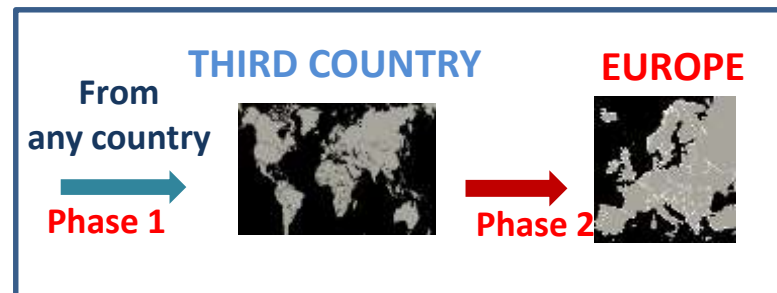 THIRD COUNTRY
EUROPE
From
any country
Phase 1
Phase 2